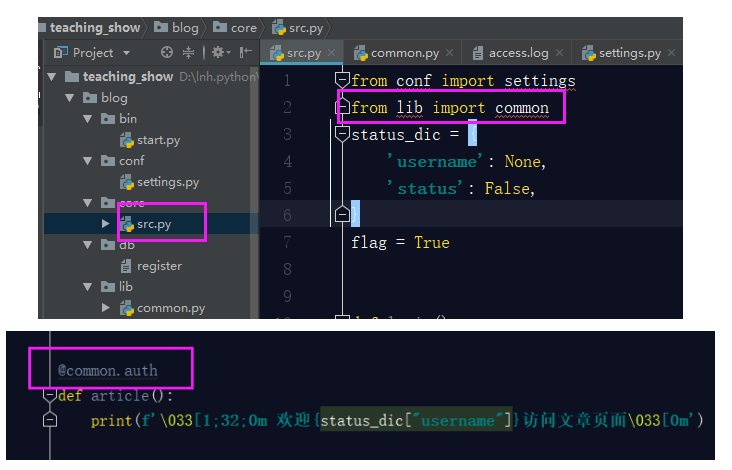 teaching_show blog core src.py
Project
src.py common.py access.log settings.py
teaching_show D:\lnh.python\
blog
bin
start.py
conf
settings.py
core
src.py
db
register
lib
common.py
1 from conf import settings
2 from lib import common
3 status_dic = {
4 'username': None,
5 'status': False,
6 }
7 flag = True
8
9
@common.auth
def article():
print(f'\033[1;32;0m 欢迎{status_dic["username"]}访问文章页面\033[0m')